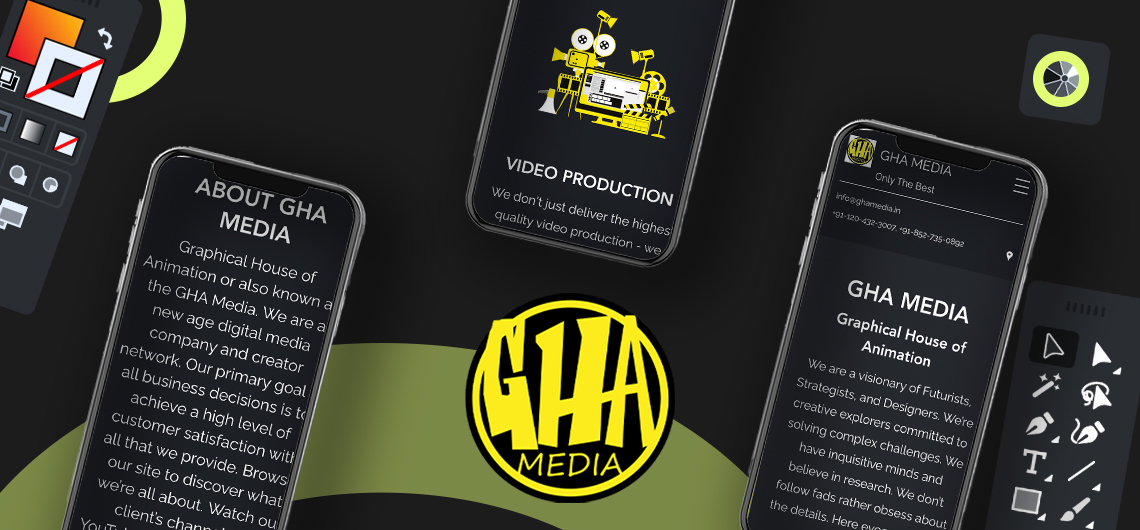 ABOUT GHA
MEDIA
Graphical House of
Animation or also known a
the GHA Media. We are a
new age digital media
company and creator
network. Our primary goal
all business decisions is to
achieve a high level of
customer satisfaction with
all that we provide. Brows
our site to discover what
we're all about. Watch ou
client's chann
YouTu
VIDEO PRODUCTION
We don't just deliver the highes
quality video production - we
GHA
MEDIA
GHA MEDIA
Only The Best
info@ghamedia.in
+91-120-432-3007, +91-852-735-0892
GHA MEDIA
Graphical House of
Animation
We are a visionary of Futurists,
Strategists, and Designers. We're
creative explorers committed to
solving complex challenges. We
have inquisitive minds and
believe in research. We don't
follow fads rather obsess about
the details. Here eve
T